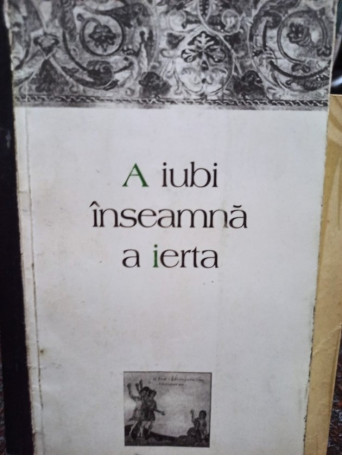 A iubi
înseamnă
a ierta